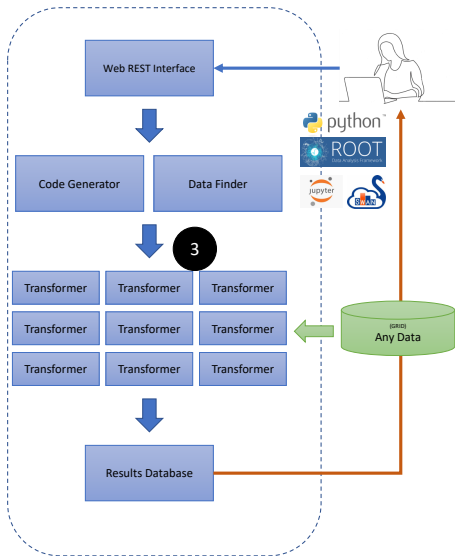 Web REST Interface
python™
ROOT
Data Analysis Framework
Code Generator
Data Finder
jupyter
SWAN
3
Transformer
Transformer
Transformer
Transformer
Transformer
Transformer
Transformer
Transformer
Transformer
(GRID)
Any Data
Results Database